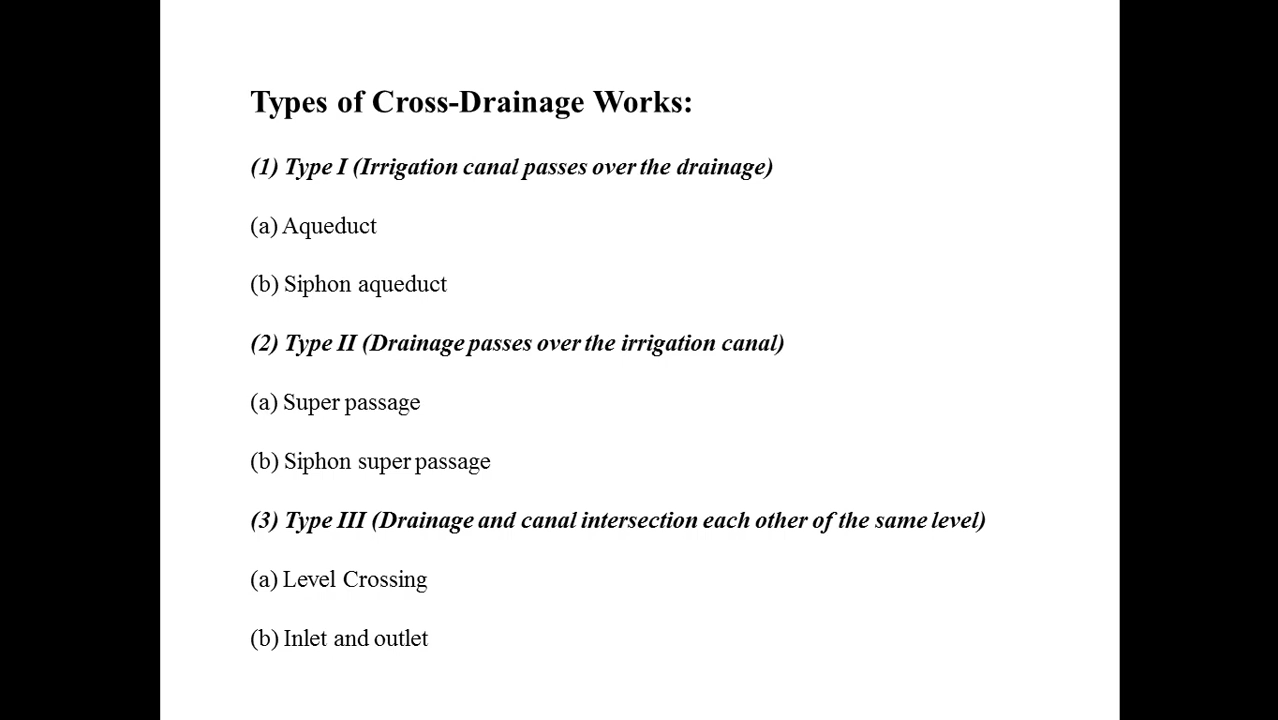 Types of Cross-Drainage Works:
(1) Type I (Irrigation canal passes over the drainage)
(a) Aqueduct
(b) Siphon aqueduct
(2) Type II (Drainage passes over the irrigation canal)
(a) Super passage
(b) Siphon super passage
(3) Type III (Drainage and canal intersection each other of the same level)
(a) Level Crossing
(b) Inlet and outlet